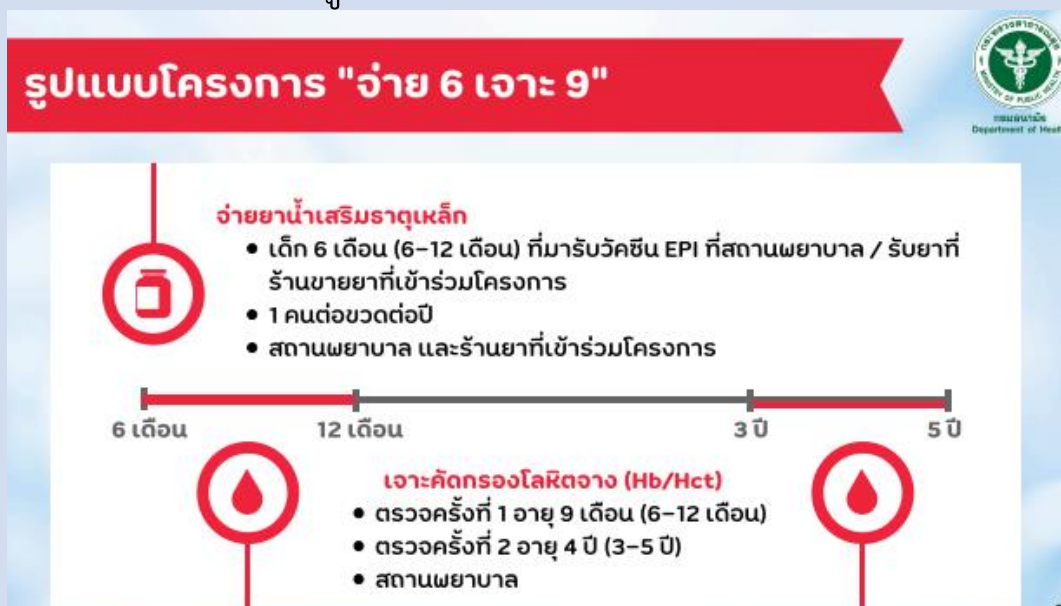 รูปแบบโครงการ "จ่าย 6 เจาะ 9"
กรมอนามัย
Department of Health
จ่ายยาน้ำเสริมธาตุเหล็ก
• เด็ก 6 เดือน (6–12 เดือน) ที่มารับวัคซีน EPI ที่สถานพยาบาล / รับยาที่
ร้านขายยาที่เข้าร่วมโครงการ
• 1 คนต่อขวดต่อปี
• สถานพยาบาล และร้านยาที่เข้าร่วมโครงการ
6 เดือน 12 เดือน 3 ปี 5 ปี
เจาะคัดกรองโลหิตจาง (Hb/Hct)
• ตรวจครั้งที่ 1 อายุ 9 เดือน (6–12 เดือน)
• ตรวจครั้งที่ 2 อายุ 4 ปี (3–5 ปี)
• สถานพยาบาล